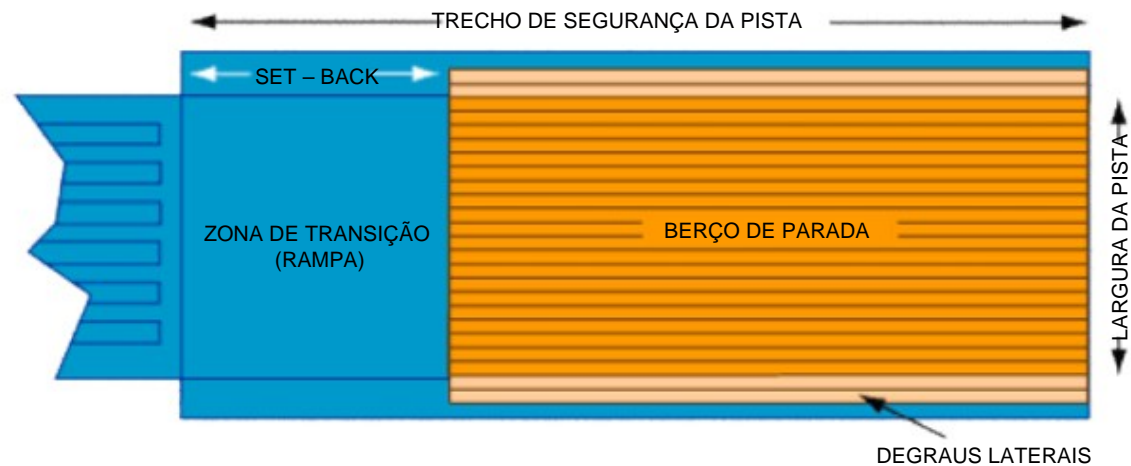 TRECHO DE SEGURANÇA DA PISTA
SET – BACK
ZONA DE TRANSIÇÃO
(RAMPA)
BERÇO DE PARADA
LARGURA DA PISTA
DEGRAUS LATERAIS